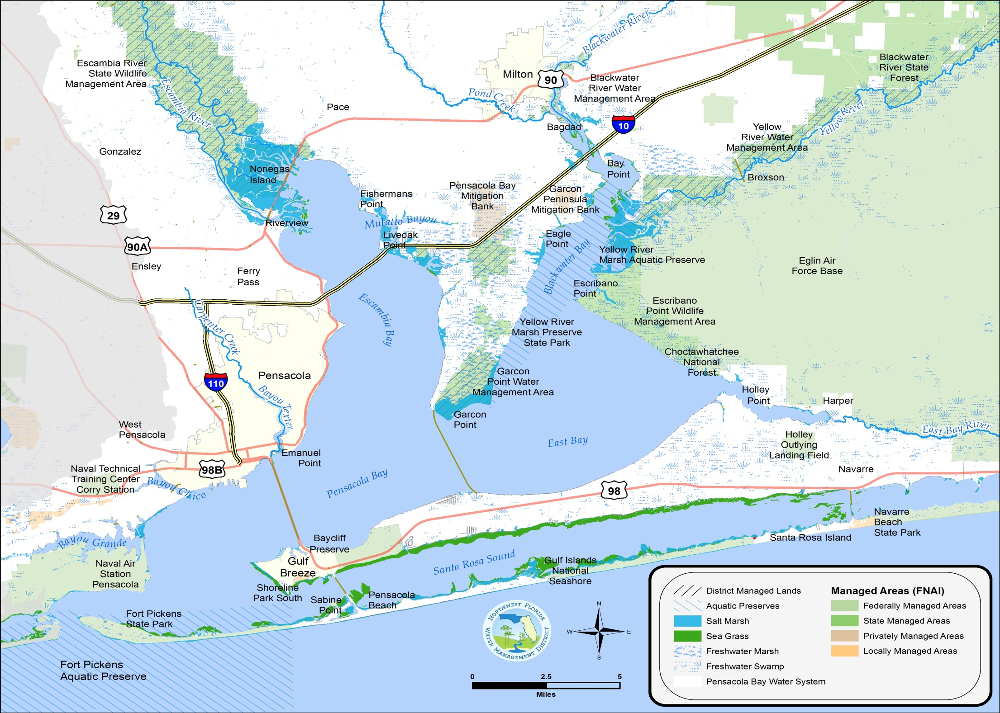 Blackwater River
Blackwater
River State
Forest
Escambia River
State Wildlife
Management Area
Milton
90
Blackwater
River Water
Management Area
Escambia River
Pond Creek
Pace
Bagdad
10
Yellow River
Yellow
River Water
Management Area
Gonzalez
Noriegas
Island
Bay
Point
Broxson
Fishermans
Point
Pensacola Bay
Mitigation
Bank
Garcon
Peninsula
Mitigation Bank
29
Riverview
Mulatto Bayou
Liveoak
Point
Eagle
Point
Blackwater Bay
90A
Yellow River
Marsh Aquatic Preserve
Eglin Air
Force Base
Ensley
Ferry
Pass
Escribano
Point
Escambia Bay
Escribano
Point Wildlife
Management Area
Carpenter Creek
Yellow River
Marsh Preserve
State Park
Choctawhatchee
National
Forest
110
Pensacola
Garcon
Point Water
Management Area
Bayou Texter
Holley
Point
Harper
Garcon
Point
East Bay River
West
Pensacola
East Bay
Holley
Outlying
Landing Field
Emanuel
Point
98B
Naval Technical
Training Center
Corry Station
Bayou Chico
Pensacola Bay
Navarre
98
Navarre
Beach
State Park
Santa Rosa Island
Bayou Grande
Baycliff
Preserve
Naval Air
Station
Pensacola
Gulf
Breeze
Santa Rosa Sound
Gulf Islands
National
Seashore
Shoreline
Park South
Sabine
Point
Pensacola
Beach
Fort Pickens
State Park
Fort Pickens
Aquatic Preserve
NORTHWEST FLORIDA
WATER MANAGEMENT DISTRICT
N
W
E
S
0
2.5
5
Miles
District Managed Lands
Aquatic Preserves
Salt Marsh
Sea Grass
Freshwater Marsh
Freshwater Swamp
Pensacola Bay Water System
Managed Areas (FNAI)
Federally Managed Areas
State Managed Areas
Privately Managed Areas
Locally Managed Areas